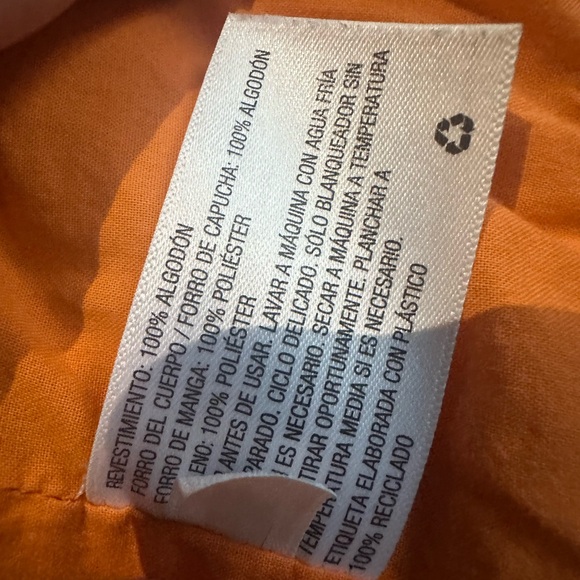 REVESTIMIENTO: 100% ALGODÓN
FORRO DEL CUERPO / FORRO DE CAPUCHA: 100% ALGODÓN
FORRO DE MANGA: 100% POLIÉSTER
ENO: 100% POLIÉSTER
ANTES DE USAR. LAVAR A MÁQUINA CON AGUA FRÍA
PARADO. CICLO DELICADO. SÓLO BLANQUEADOR SIN
ES NECESARIO. SECAR A MÁQUINA A TEMPERATURA
TIRAR OPORTUNAMENTE. PLANCHAR A
TEMPERATURA MEDIA SI ES NECESARIO.
ETIQUETA ELABORADA CON PLÁSTICO
100% RECICLADO